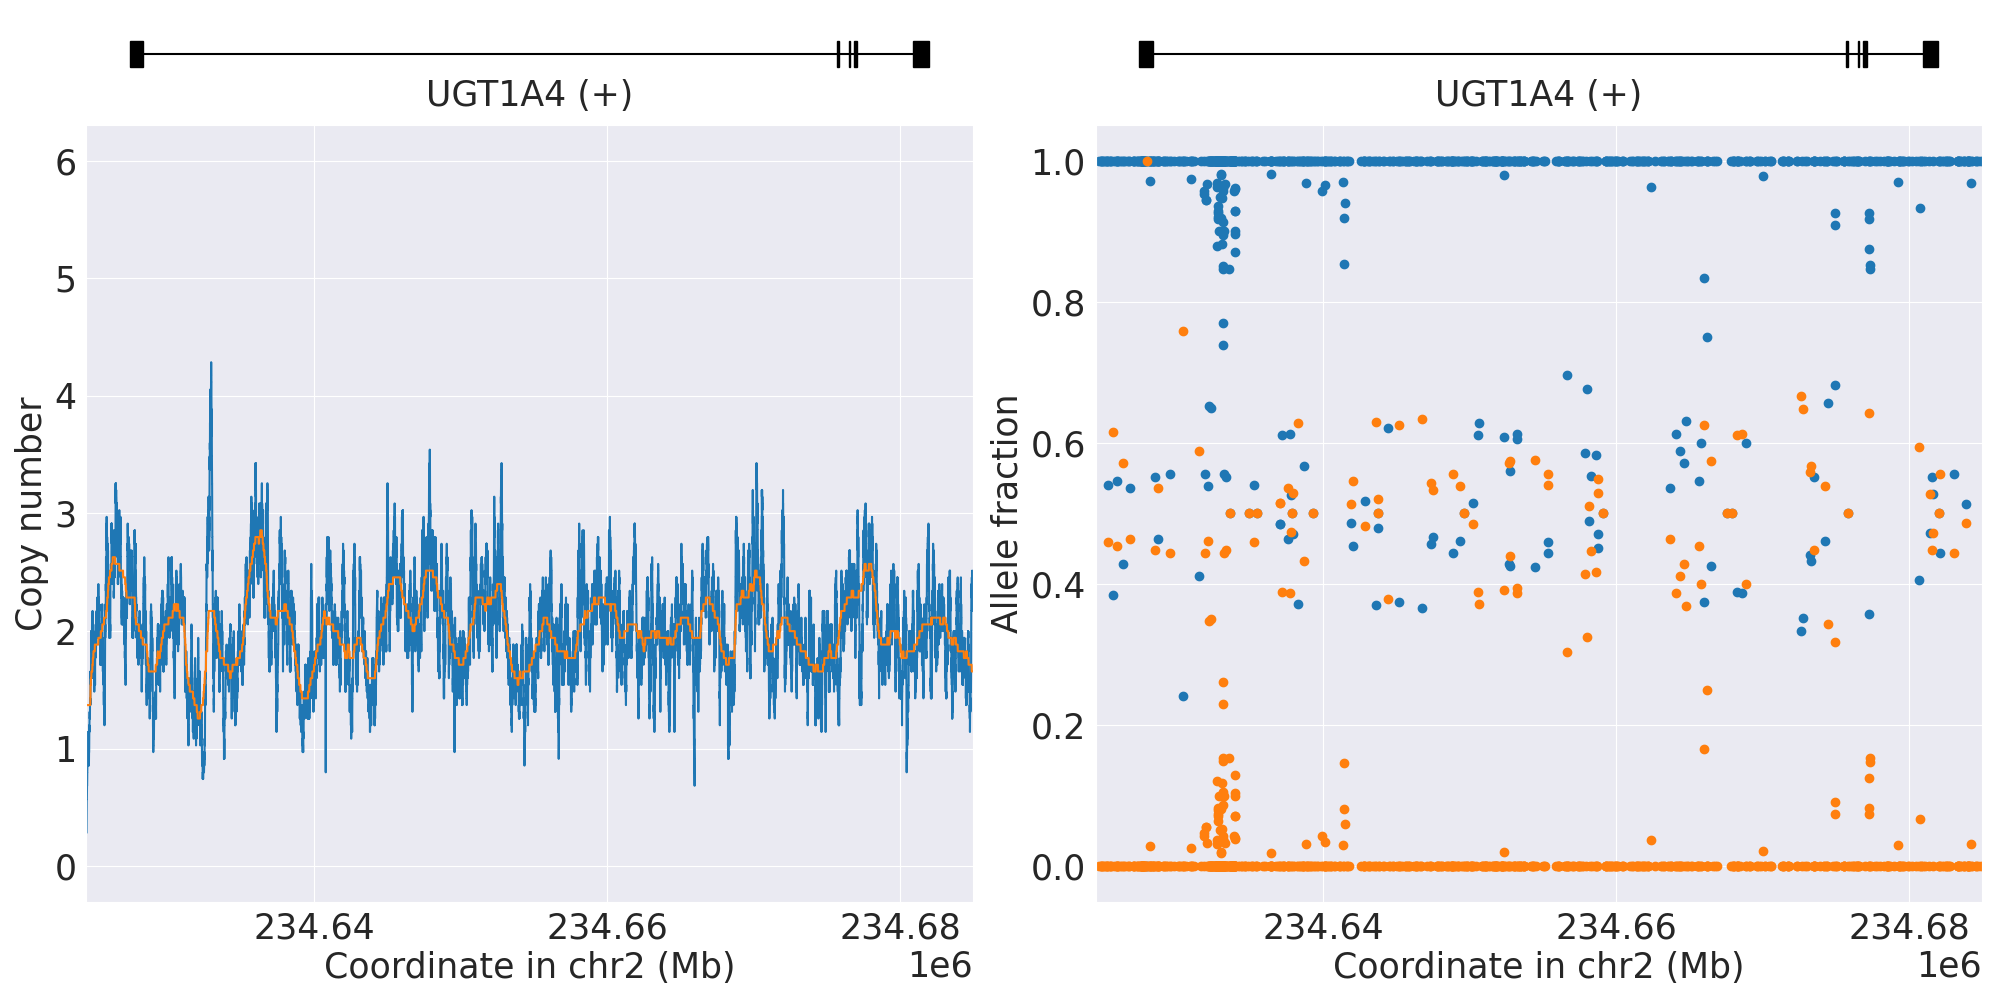 UGT1A4 (+)
6
5
4
3
2
1
0
Copy number
234.64
234.66
234.68
Coordinate in chr2 (Mb)
1e6
UGT1A4 (+)
1.0
0.8
0.6
0.4
0.2
0.0
Allele fraction
234.64
234.66
234.68
Coordinate in chr2 (Mb)
1e6